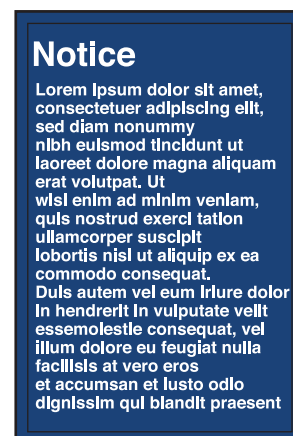 Notice
Lorem ipsum dolor sit amet,
consectetuer adipiscing elit,
sed diam nonummy
nibh euismod tincidunt ut
laoreet dolore magna aliquam
erat volutpat. Ut
wisi enim ad minim veniam,
quis nostrud exerci tation
ullamcorper suscipit
lobortis nisl ut aliquip ex ea
commodo consequat.
Duis autem vel eum iriure dolor
in hendrerit in vulputate velit
essemolestie consequat, vel
illum dolore eu feugiat nulla
facilisis at vero eros
et accumsan et iusto odio
dignissim qui blandit praesent